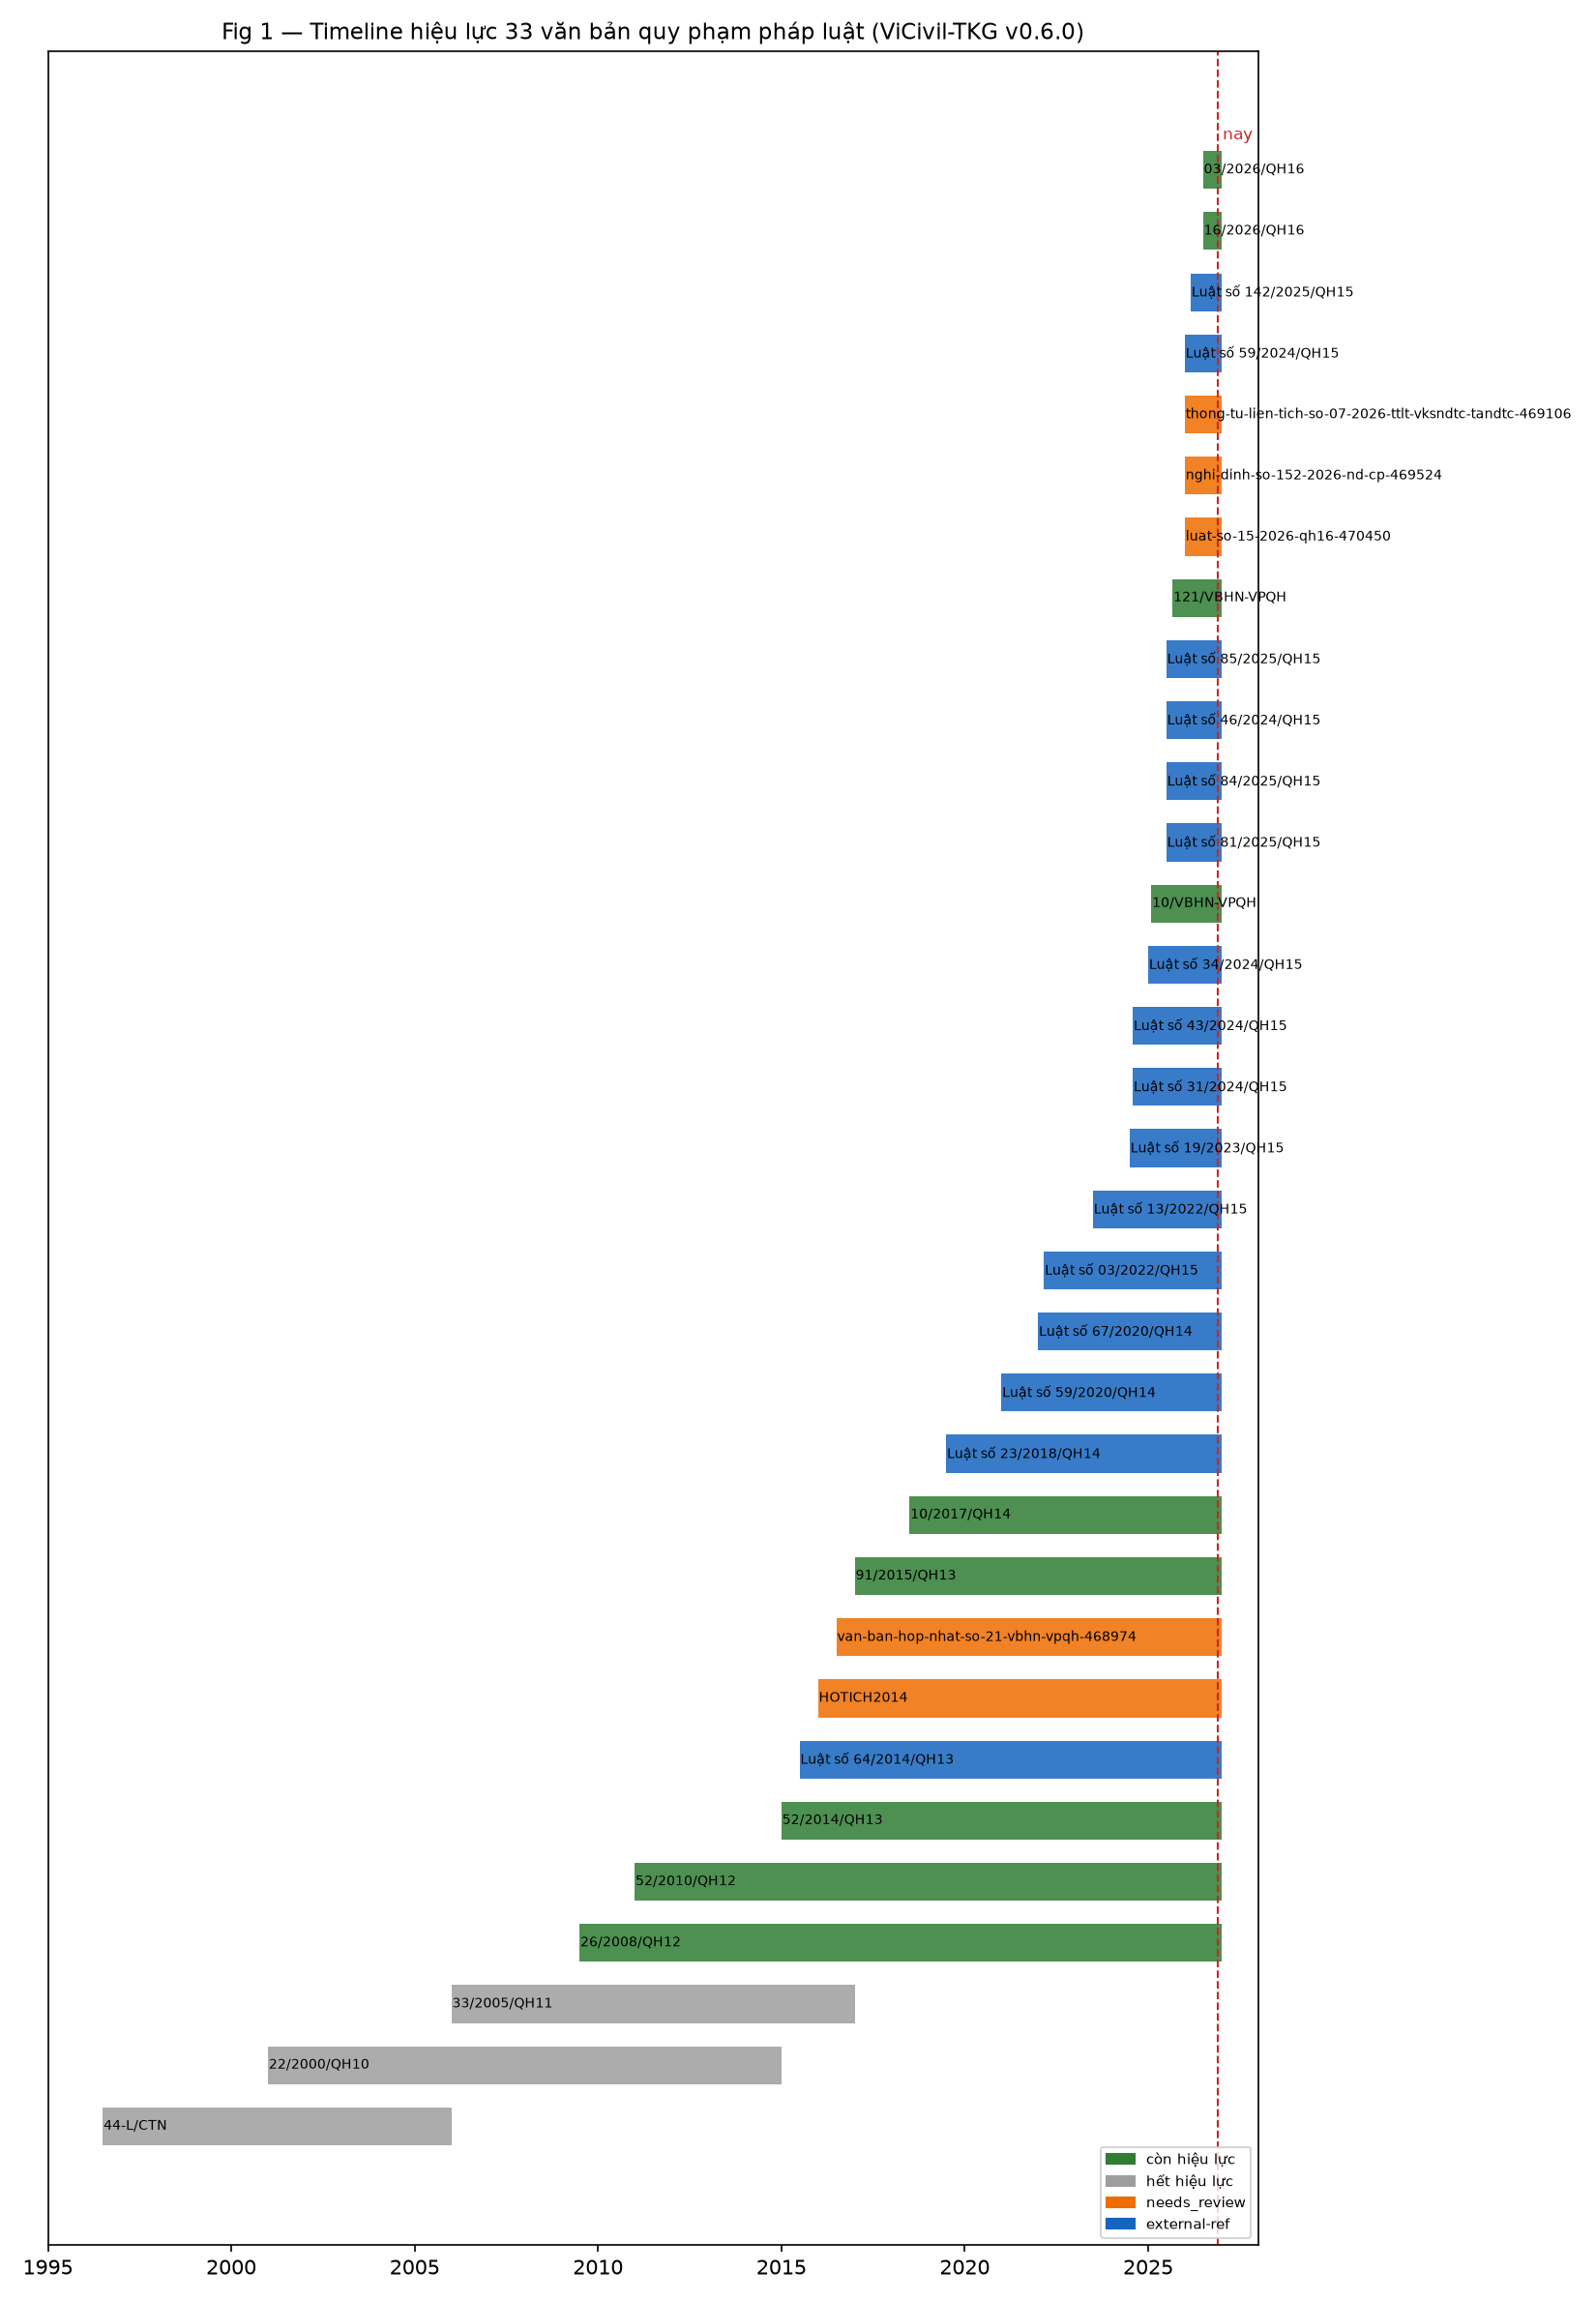 Fig 1 — Timeline hiệu lực 33 văn bản quy phạm pháp luật (ViCivil-TKG v0.6.0)
nay
03/2026/QH16
16/2026/QH16
Luật số 142/2025/QH15
Luật số 59/2024/QH15
thong-tu-lien-tich-so-07-2026-ttlt-vksndtc-tandtc-469106
nghi-dinh-so-152-2026-nd-cp-469524
luat-so-15-2026-qh16-470450
121/VBHN-VPQH
Luật số 85/2025/QH15
Luật số 46/2024/QH15
Luật số 84/2025/QH15
Luật số 81/2025/QH15
10/VBHN-VPQH
Luật số 34/2024/QH15
Luật số 43/2024/QH15
Luật số 31/2024/QH15
Luật số 19/2023/QH15
Luật số 13/2022/QH15
Luật số 03/2022/QH15
Luật số 67/2020/QH14
Luật số 59/2020/QH14
Luật số 23/2018/QH14
10/2017/QH14
91/2015/QH13
van-ban-hop-nhat-so-21-vbhn-vpqh-468974
HOTICH2014
Luật số 64/2014/QH13
52/2014/QH13
52/2010/QH12
26/2008/QH12
33/2005/QH11
22/2000/QH10
44-L/CTN
còn hiệu lực
hết hiệu lực
needs_review
external-ref
1995 2000 2005 2010 2015 2020 2025